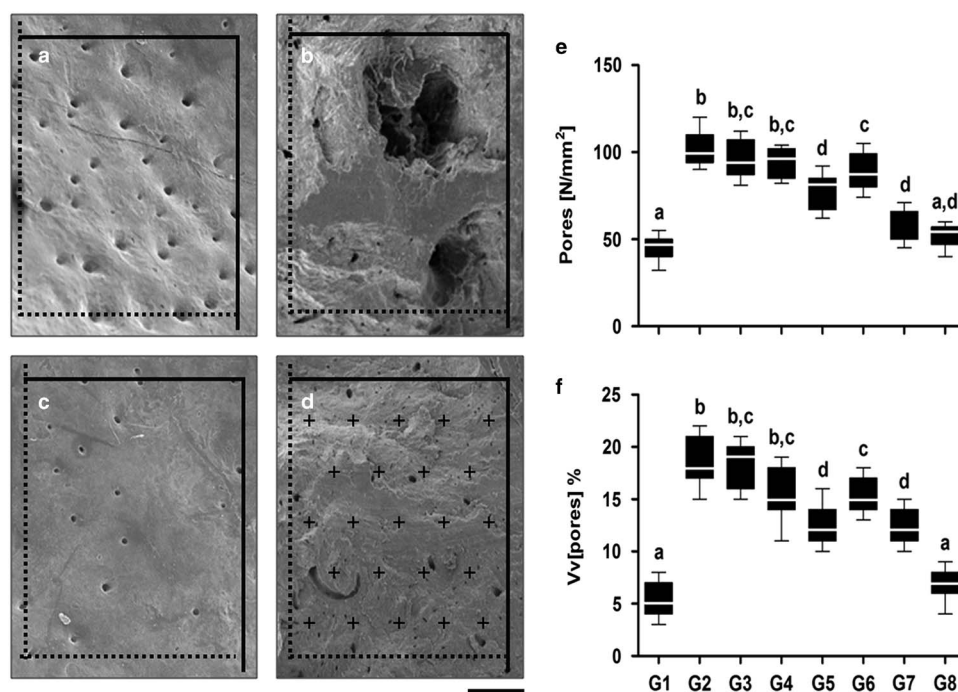 a
b
c
d
e
Pores [N/mm²]
150
100
50
0
a
b
b,c
b,c
d
c
d
a,d
f
Vv[pores] %
25
20
15
10
5
0
a
b
b,c
b,c
d
c
d
a
G1 G2 G3 G4 G5 G6 G7 G8